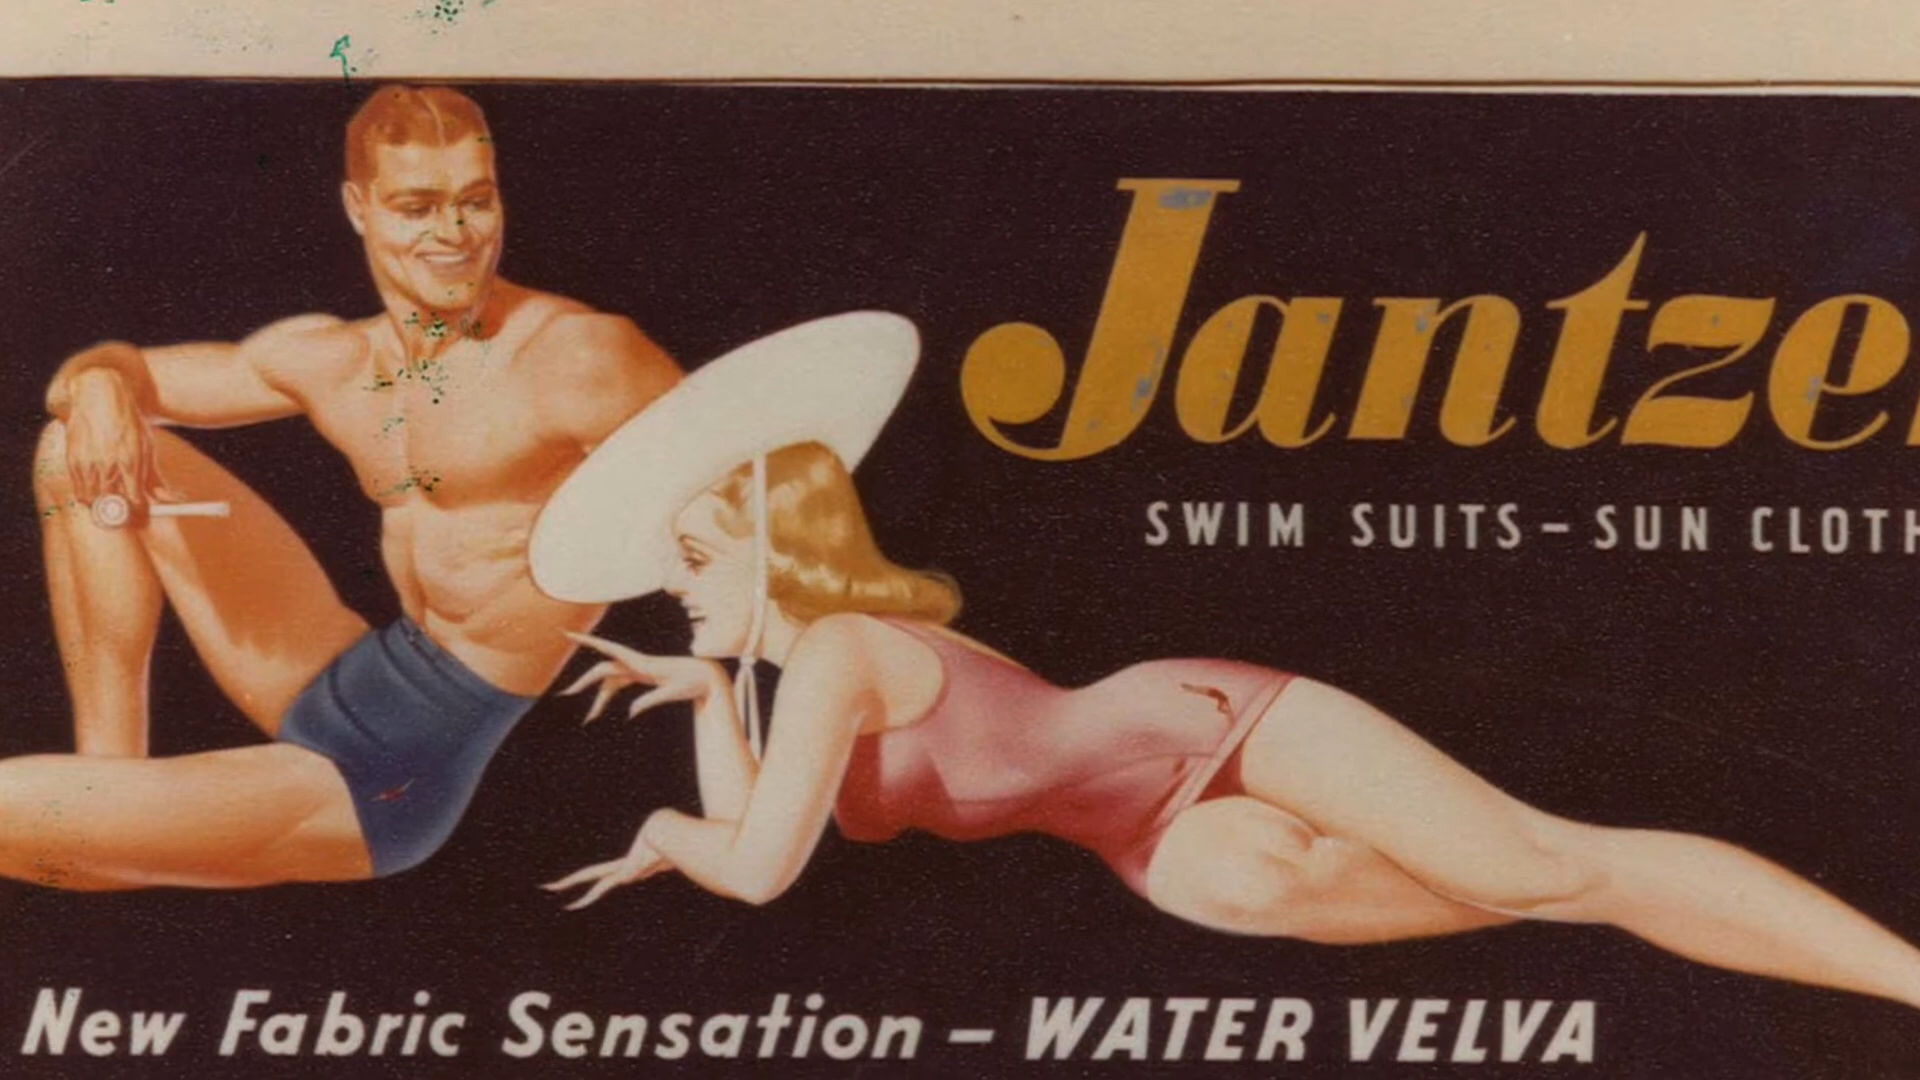 Jantze
SWIM SUITS – SUN CLOTH
New Fabric Sensation – WATER VELVA